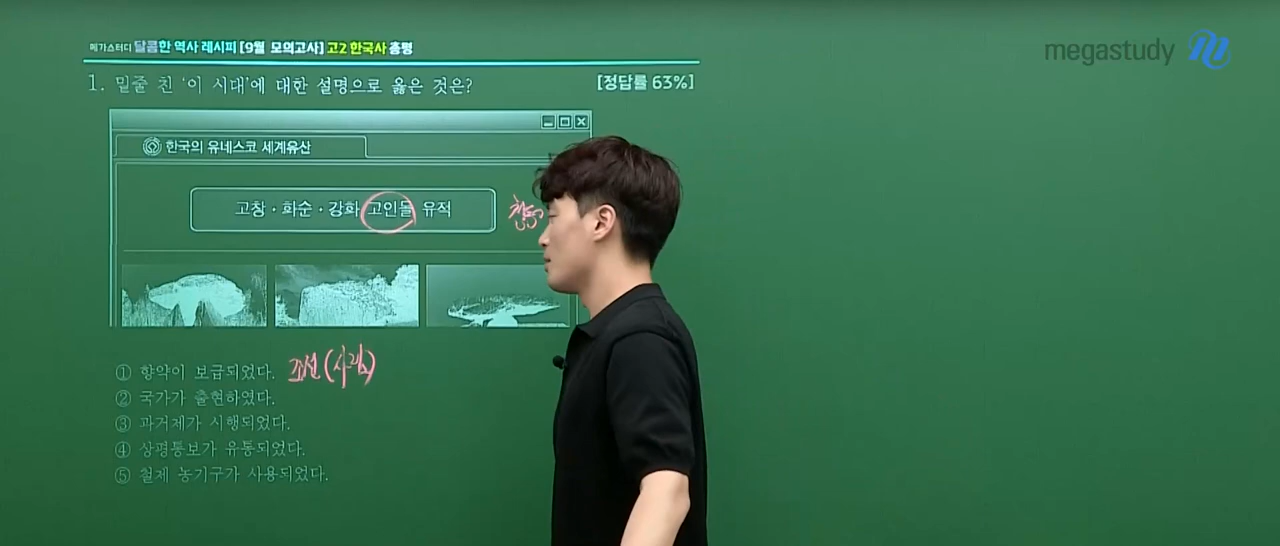 메가스터디 달콤한 역사 레시피 [9월 모의고사] 고2 한국사 총평
megastudy
1. 밑줄 친 '이 시대'에 대한 설명으로 옳은 것은?
[정답률 63%]
한국의 유네스코 세계유산
고창·화순·강화 고인돌 유적
청동
① 향약이 보급되었다. 조선(사림)
② 국가가 출현하였다.
③ 과거제가 시행되었다.
④ 상평통보가 유통되었다.
⑤ 철제 농기구가 사용되었다.